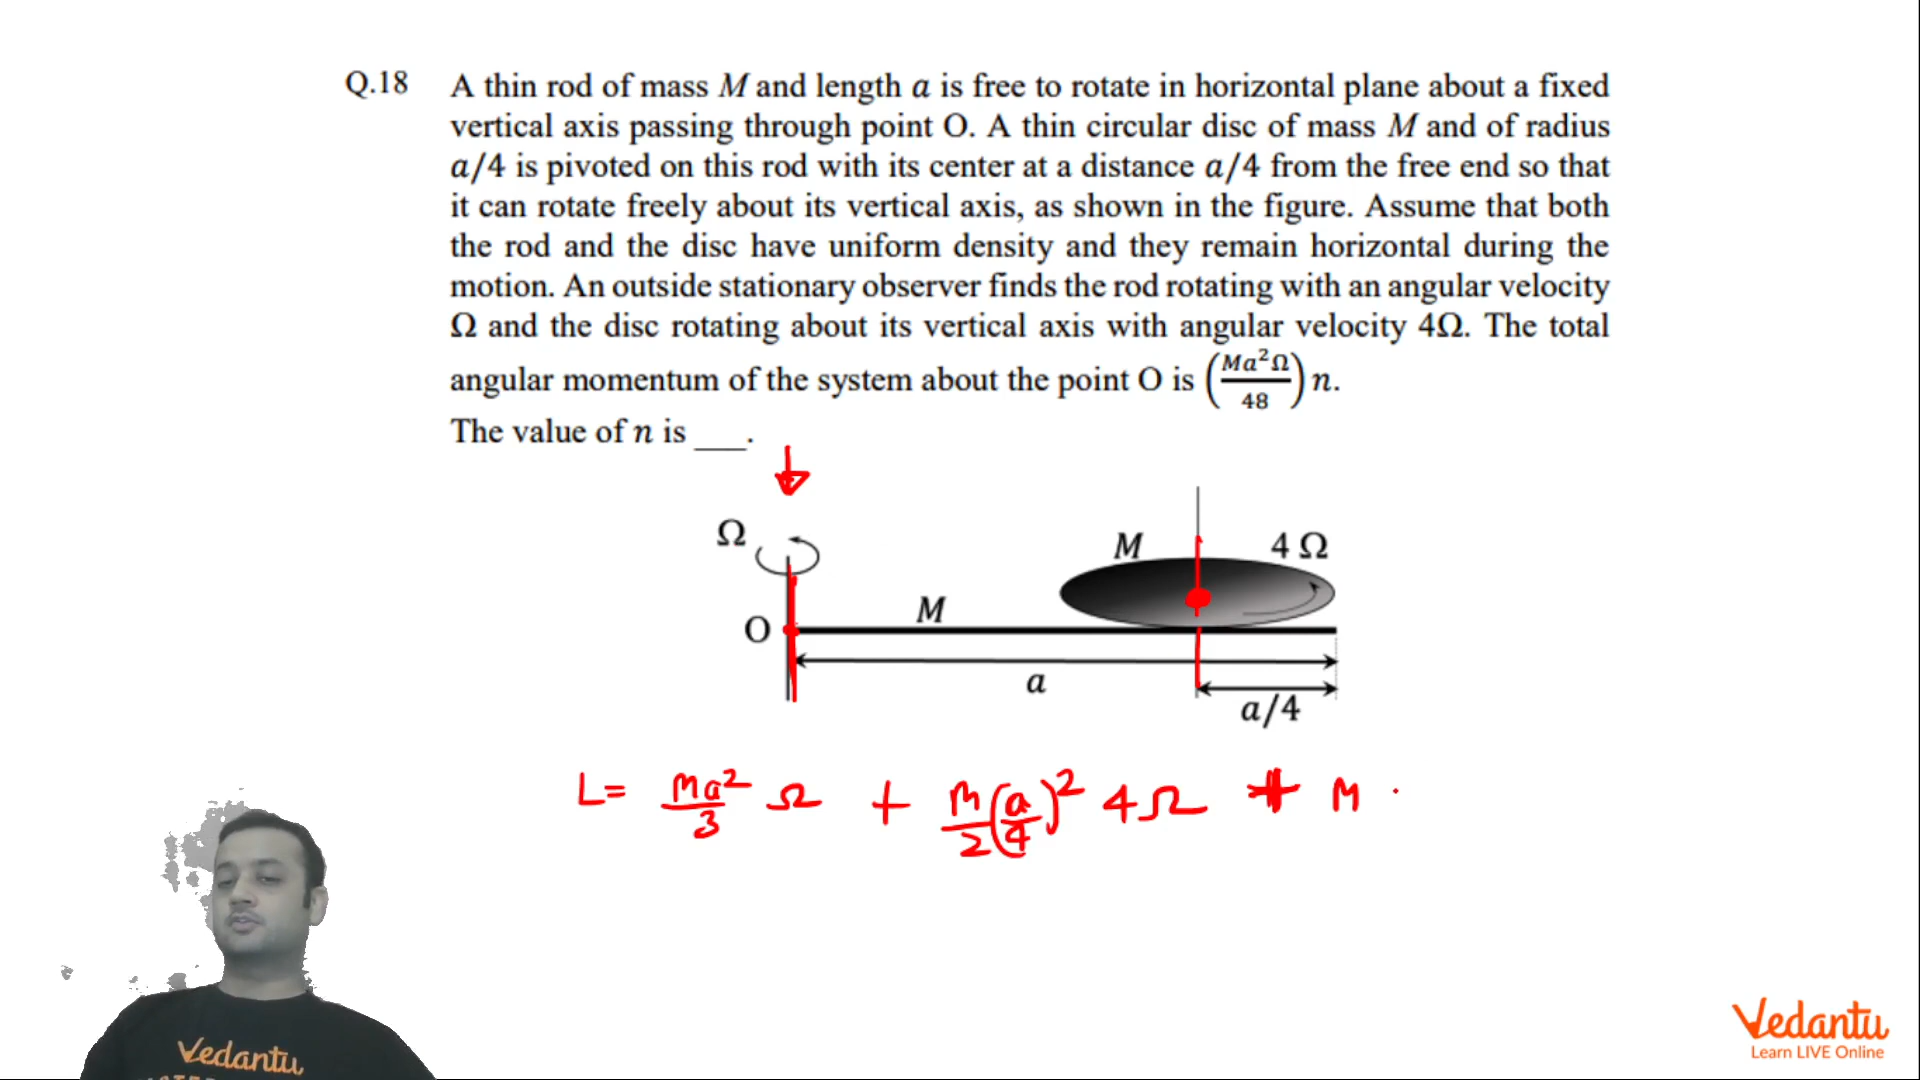 Q.18 A thin rod of mass M and length a is free to rotate in horizontal plane about a fixed
vertical axis passing through point O. A thin circular disc of mass M and of radius
a/4 is pivoted on this rod with its center at a distance a/4 from the free end so that
it can rotate freely about its vertical axis, as shown in the figure. Assume that both
the rod and the disc have uniform density and they remain horizontal during the
motion. An outside stationary observer finds the rod rotating with an angular velocity
Ω and the disc rotating about its vertical axis with angular velocity 4Ω. The total
angular momentum of the system about the point O is (Ma²Ω/48) n.
The value of n is ___.
Ω M 4 Ω
O M
a
a/4
L= Ma²/3 Ω + M/2 (a/4)² 4Ω + M
Vedantu
Vedantu
Learn LIVE Online